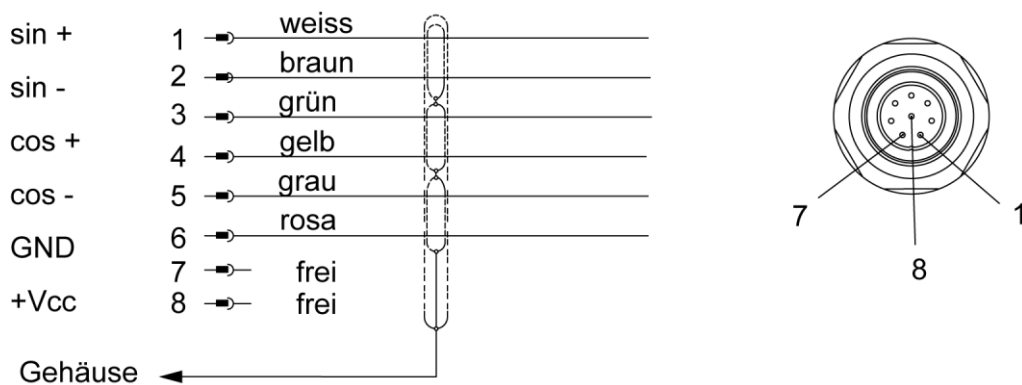 sin + 1 weiss
sin - 2 braun
3 grün
cos + 4 gelb
cos - 5 grau
GND 6 rosa
7 frei
+Vcc 8 frei
Gehäuse
7 1
8